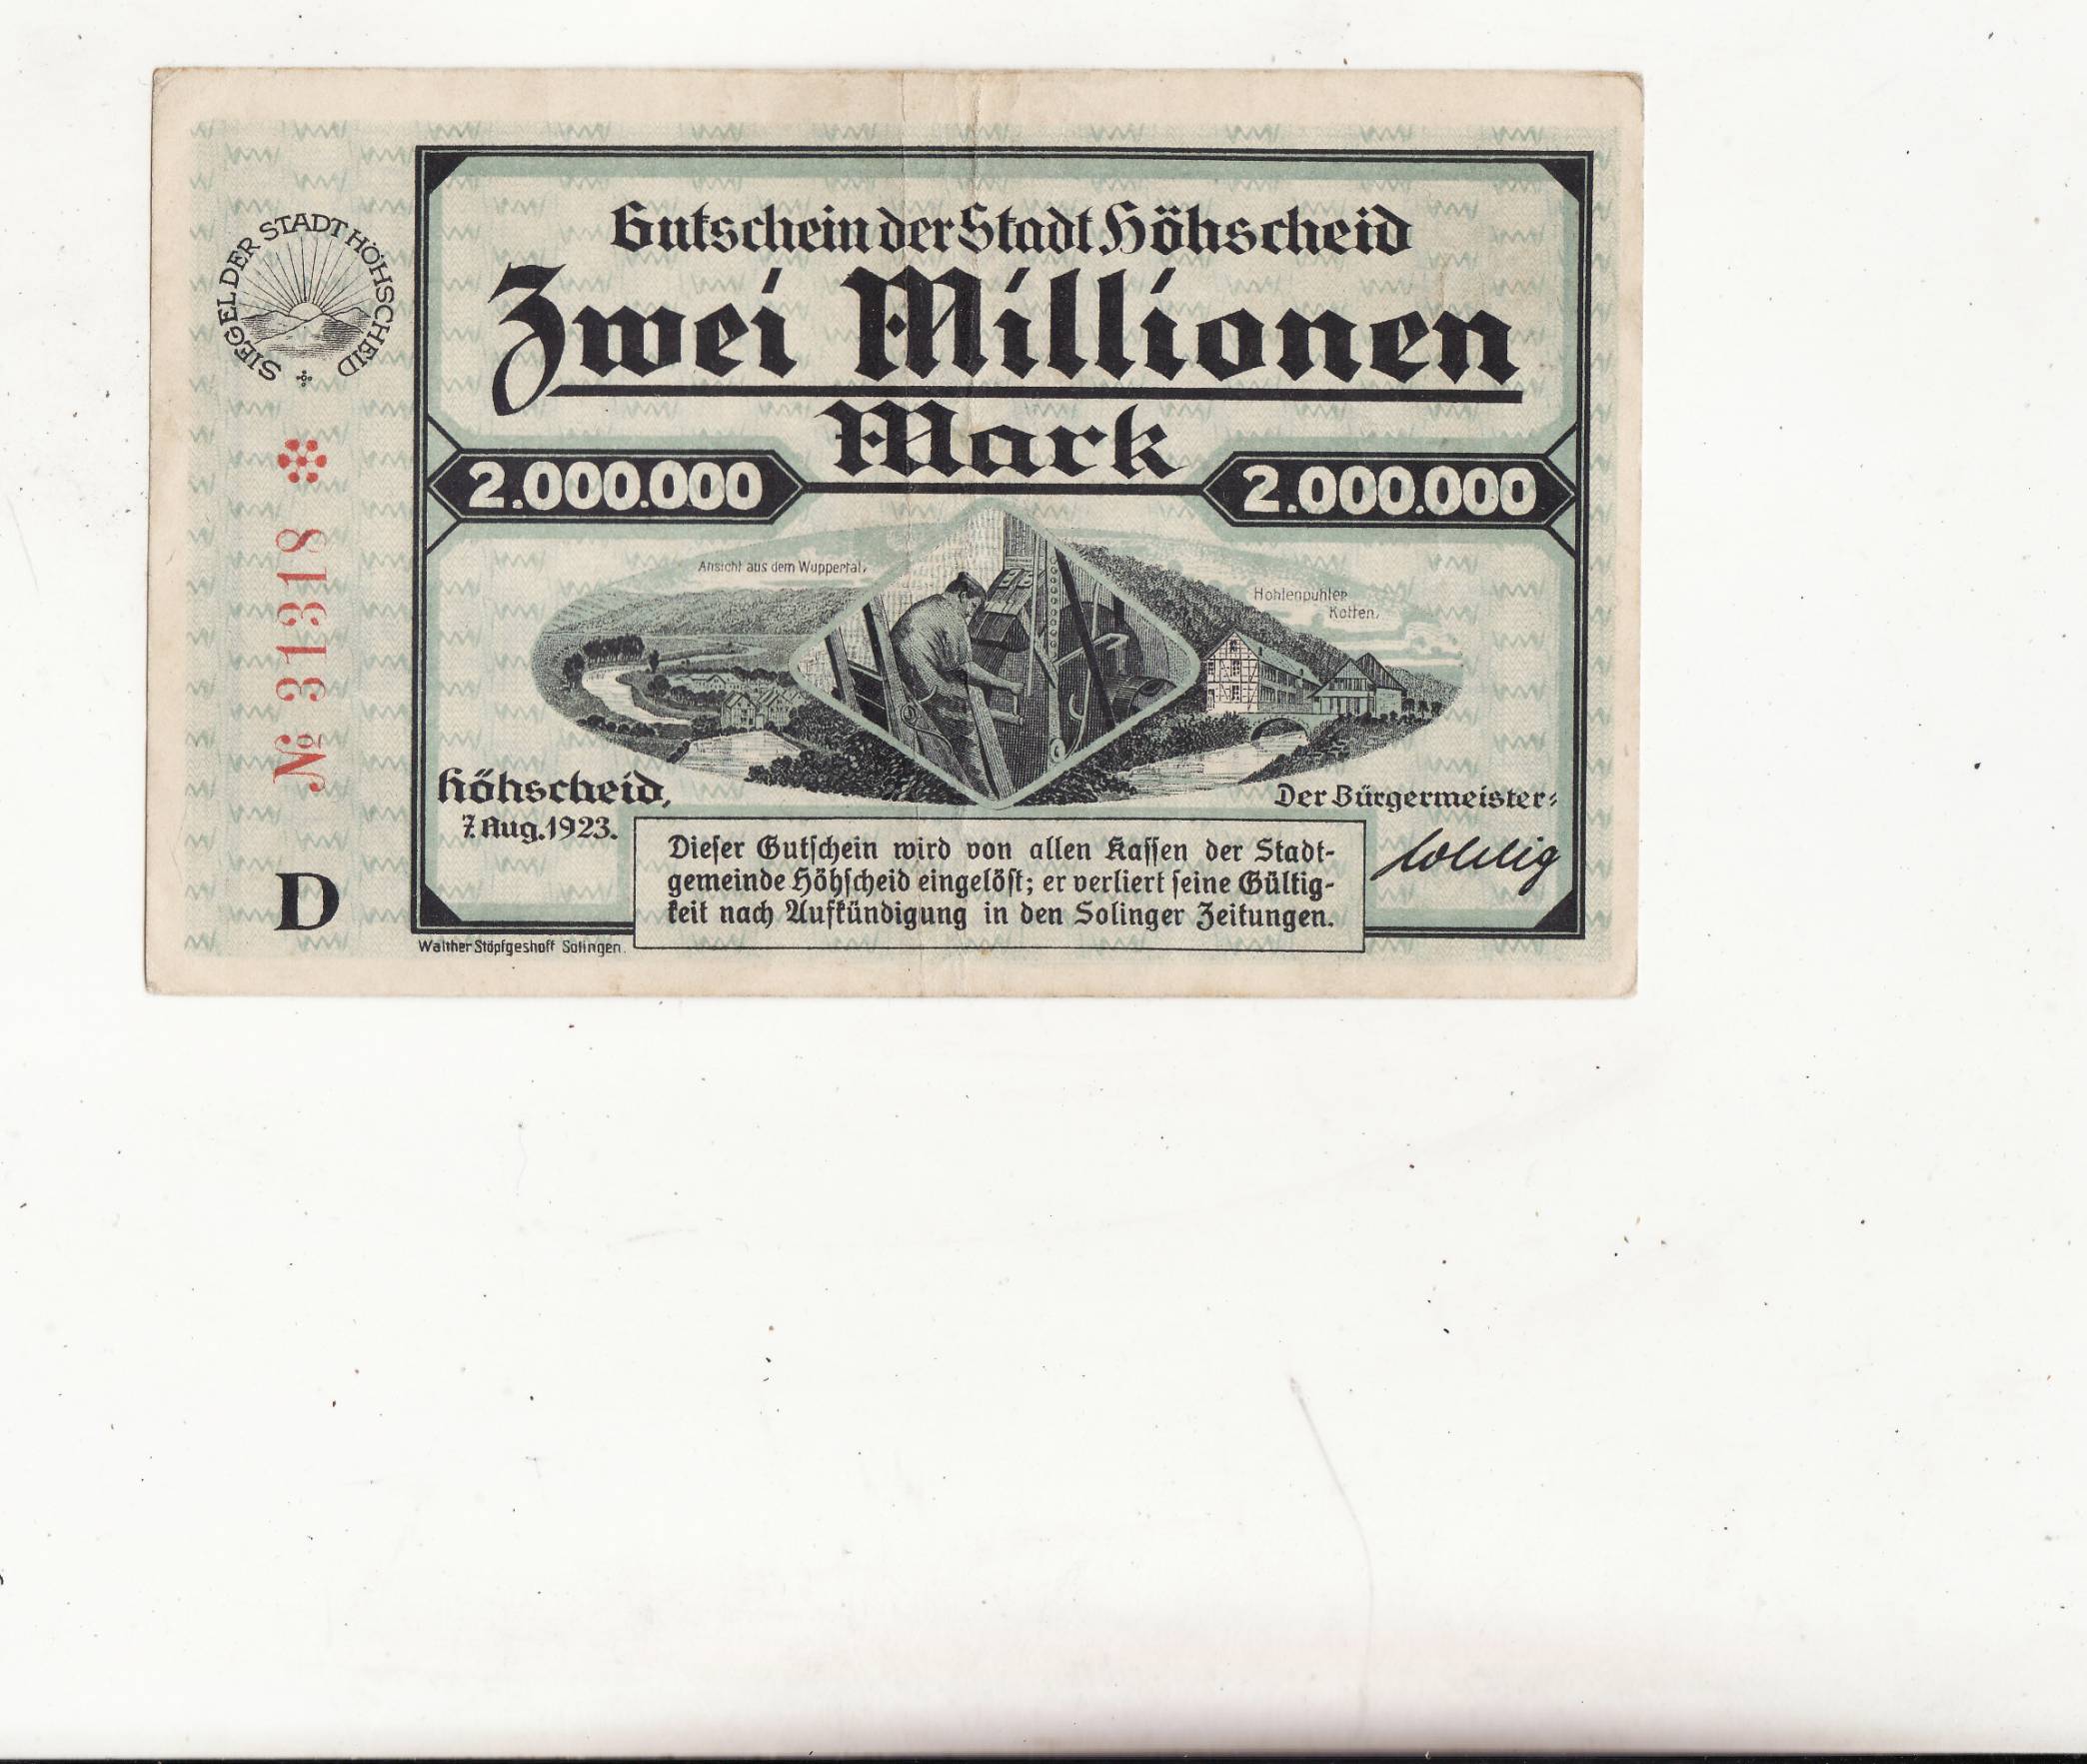 SIEGEL DER STADT HÖHSCHEID
Gutschein der Stadt Höhscheid
Zwei Millionen
Mark
2.000.000
2.000.000
Ansicht aus dem Wuppertal,
Hohlenpuhler
Kotten,
№ 31318
Höhscheid,
7. Aug. 1923.
Der Bürgermeister:
D
Dieser Gutschein wird von allen Kassen der Stadt-
gemeinde Höhscheid eingelöst; er verliert seine Gültig-
keit nach Aufkündigung in den Solinger Zeitungen.
Walther Stöpfgeshoff Solingen.